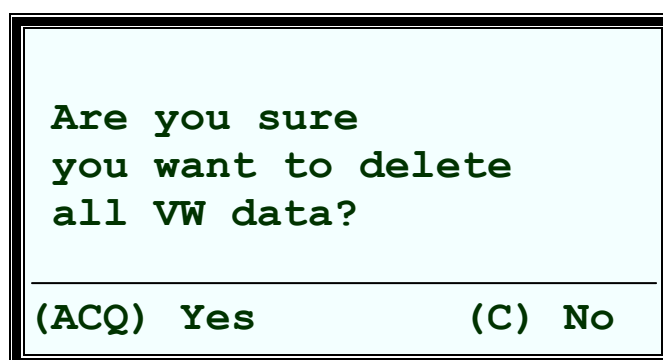 Are you sure
you want to delete
all VW data?
(ACQ) Yes (C) No